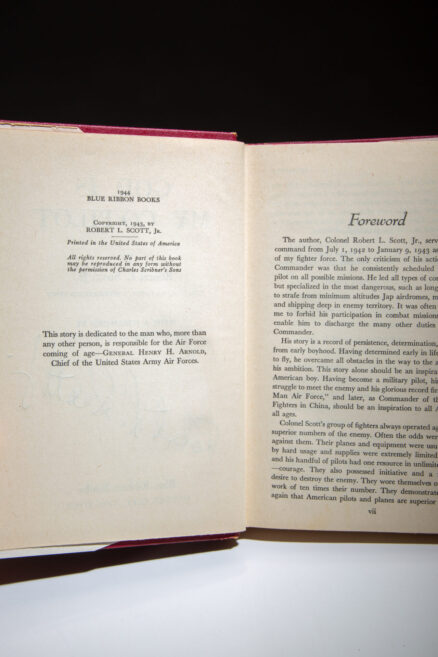 1944
BLUE RIBBON BOOKS
COPYRIGHT, 1943, BY
ROBERT L. SCOTT, JR.
Printed in the United States of America
All rights reserved. No part of this book
may be reproduced in any form without
the permission of Charles Scribner's Sons
This story is dedicated to the man who, more than
any other person, is responsible for the Air Force
coming of age—GENERAL HENRY H. ARNOLD,
Chief of the United States Army Air Forces.
Foreword
The author, Colonel Robert L. Scott, Jr., serv
command from July 1, 1942 to January 9, 1943 a
of my fighter force. The only criticism of his actio
Commander was that he consistently scheduled
pilot on all possible missions. He led all types of com
but specialized in the most dangerous, such as long
to strafe from minimum altitudes Jap airdromes, m
and shipping deep in enemy territory. It was often
me to forbid his participation in combat mission
enable him to discharge the many other duties
Commander.
His story is a record of persistence, determination,
from early boyhood. Having determined early in life
to fly, he overcame all obstacles in the way to the a
his ambition. This story alone should be an inspira
American boy. Having become a military pilot, his
struggle to meet the enemy and his glorious record fir
Man Air Force," and later, as Commander of th
Fighters in China, should be an inspiration to all
all ages.
Colonel Scott's group of fighters always operated ag
superior numbers of the enemy. Often the odds were
against them. Their planes and equipment were usu
by hard usage and supplies were extremely limited.
and his handful of pilots had one resource in unlimite
—courage. They also possessed initiative and a
desire to destroy the enemy. They wore themselves o
work of ten times their number. They demonstrate
again that American pilots and planes are superior
vii